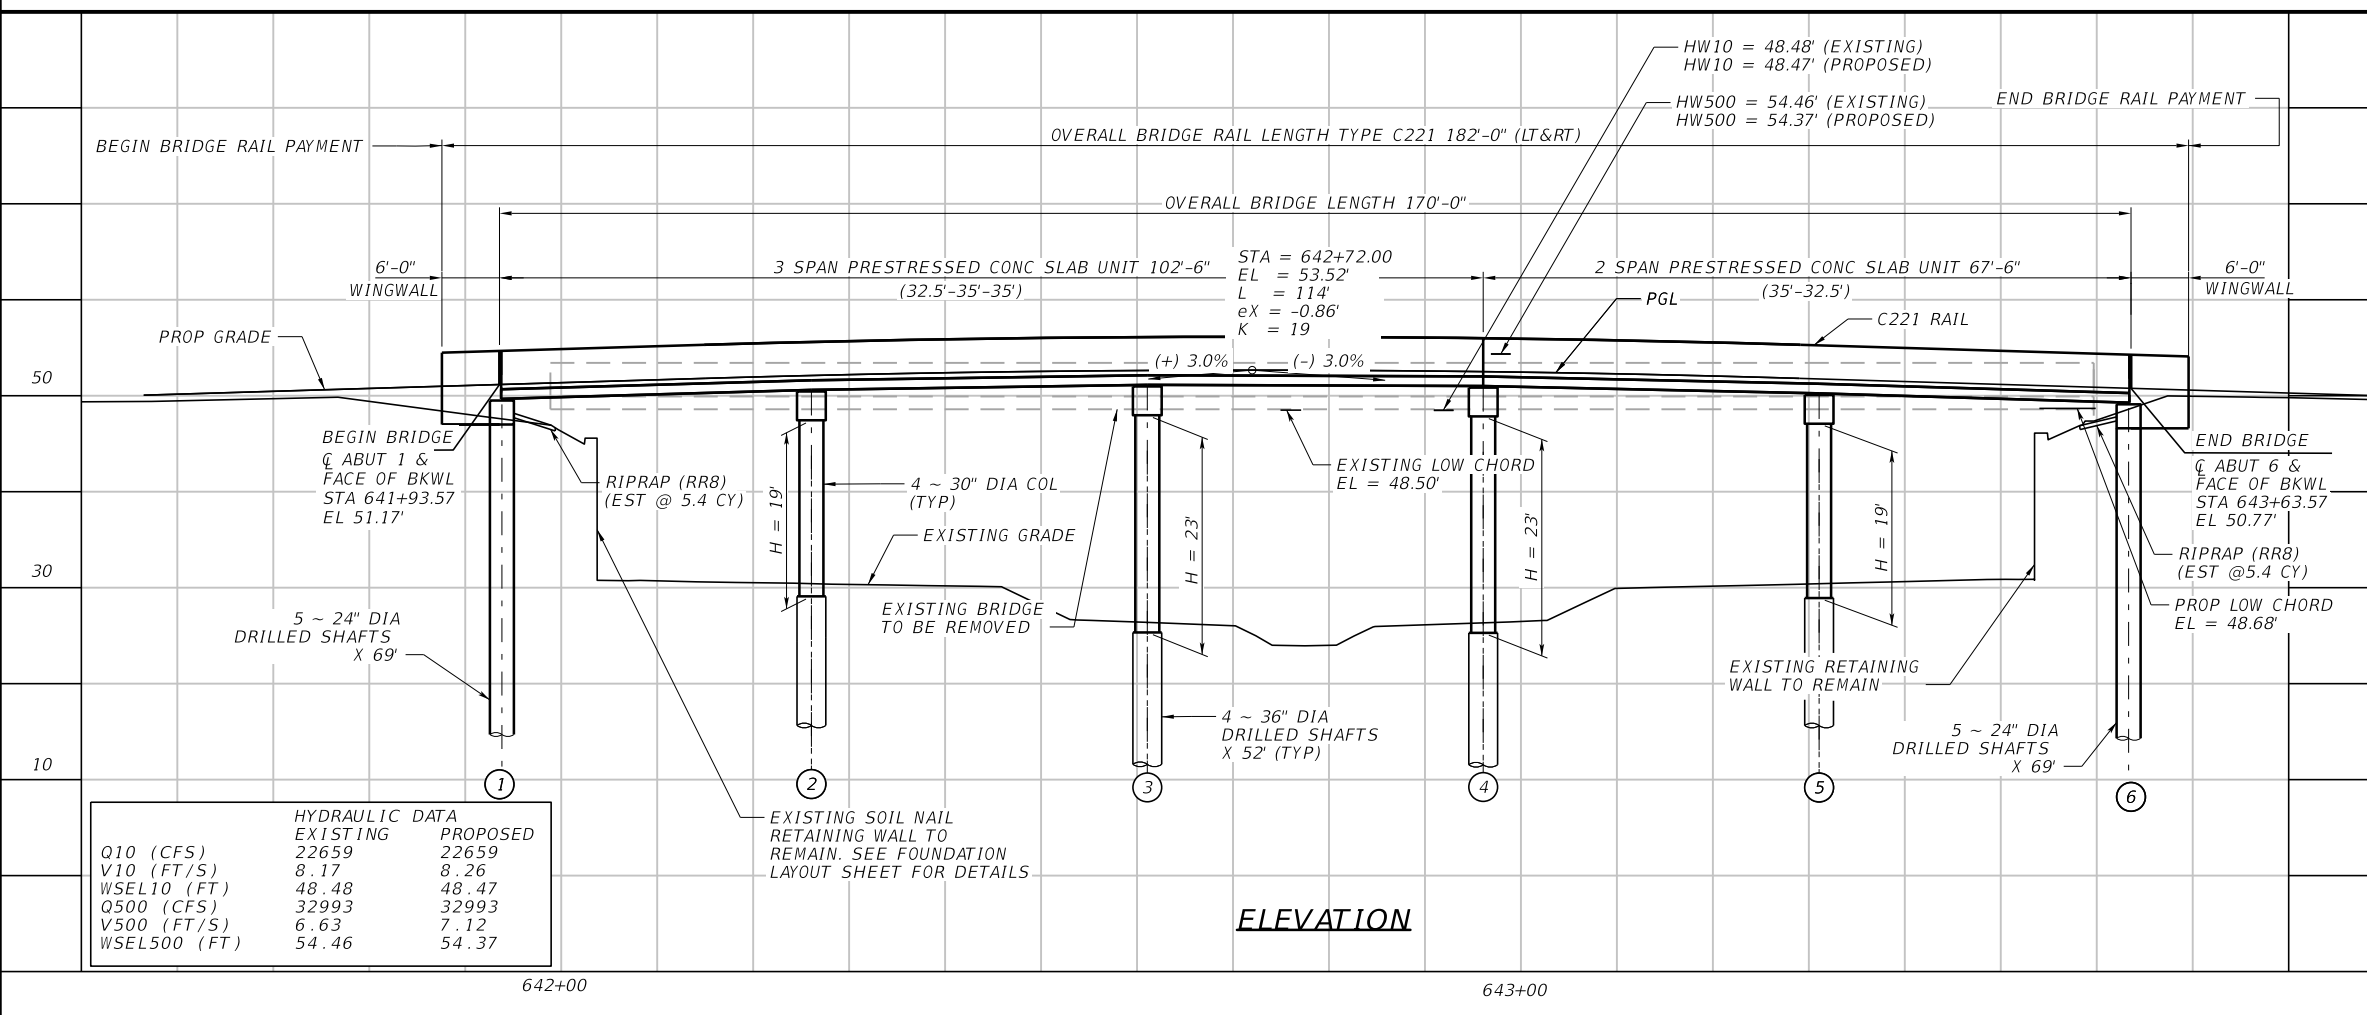 HW10 = 48.48' (EXISTING)
HW10 = 48.47' (PROPOSED)
HW500 = 54.46' (EXISTING)
HW500 = 54.37' (PROPOSED)
END BRIDGE RAIL PAYMENT
BEGIN BRIDGE RAIL PAYMENT
OVERALL BRIDGE RAIL LENGTH TYPE C221 182'-0" (LT&RT)
OVERALL BRIDGE LENGTH 170'-0"
6'-0"
WINGWALL
3 SPAN PRESTRESSED CONC SLAB UNIT 102'-6"
(32.5'-35'-35')
STA = 642+72.00
EL = 53.52'
L = 114'
eX = -0.86'
K = 19
2 SPAN PRESTRESSED CONC SLAB UNIT 67'-6"
(35'-32.5')
6'-0"
WINGWALL
PGL
C221 RAIL
PROP GRADE
(+) 3.0%
(-) 3.0%
50
30
10
BEGIN BRIDGE
℄ ABUT 1 &
FACE OF BKWL
STA 641+93.57
EL 51.17'
RIPRAP (RR8)
(EST @ 5.4 CY)
H = 19'
4 ~ 30" DIA COL
(TYP)
EXISTING GRADE
EXISTING BRIDGE
TO BE REMOVED
H = 23'
EXISTING LOW CHORD
EL = 48.50'
H = 23'
H = 19'
END BRIDGE
℄ ABUT 6 &
FACE OF BKWL
STA 643+63.57
EL 50.77'
RIPRAP (RR8)
(EST @5.4 CY)
PROP LOW CHORD
EL = 48.68'
5 ~ 24" DIA
DRILLED SHAFTS
X 69'
EXISTING RETAINING
WALL TO REMAIN
4 ~ 36" DIA
DRILLED SHAFTS
X 52' (TYP)
5 ~ 24" DIA
DRILLED SHAFTS
X 69'
1
2
3
4
5
6
EXISTING SOIL NAIL
RETAINING WALL TO
REMAIN. SEE FOUNDATION
LAYOUT SHEET FOR DETAILS
HYDRAULIC DATA
EXISTING PROPOSED
Q10 (CFS) 22659 22659
V10 (FT/S) 8.17 8.26
WSEL10 (FT) 48.48 48.47
Q500 (CFS) 32993 32993
V500 (FT/S) 6.63 7.12
WSEL500 (FT) 54.46 54.37
ELEVATION
642+00
643+00